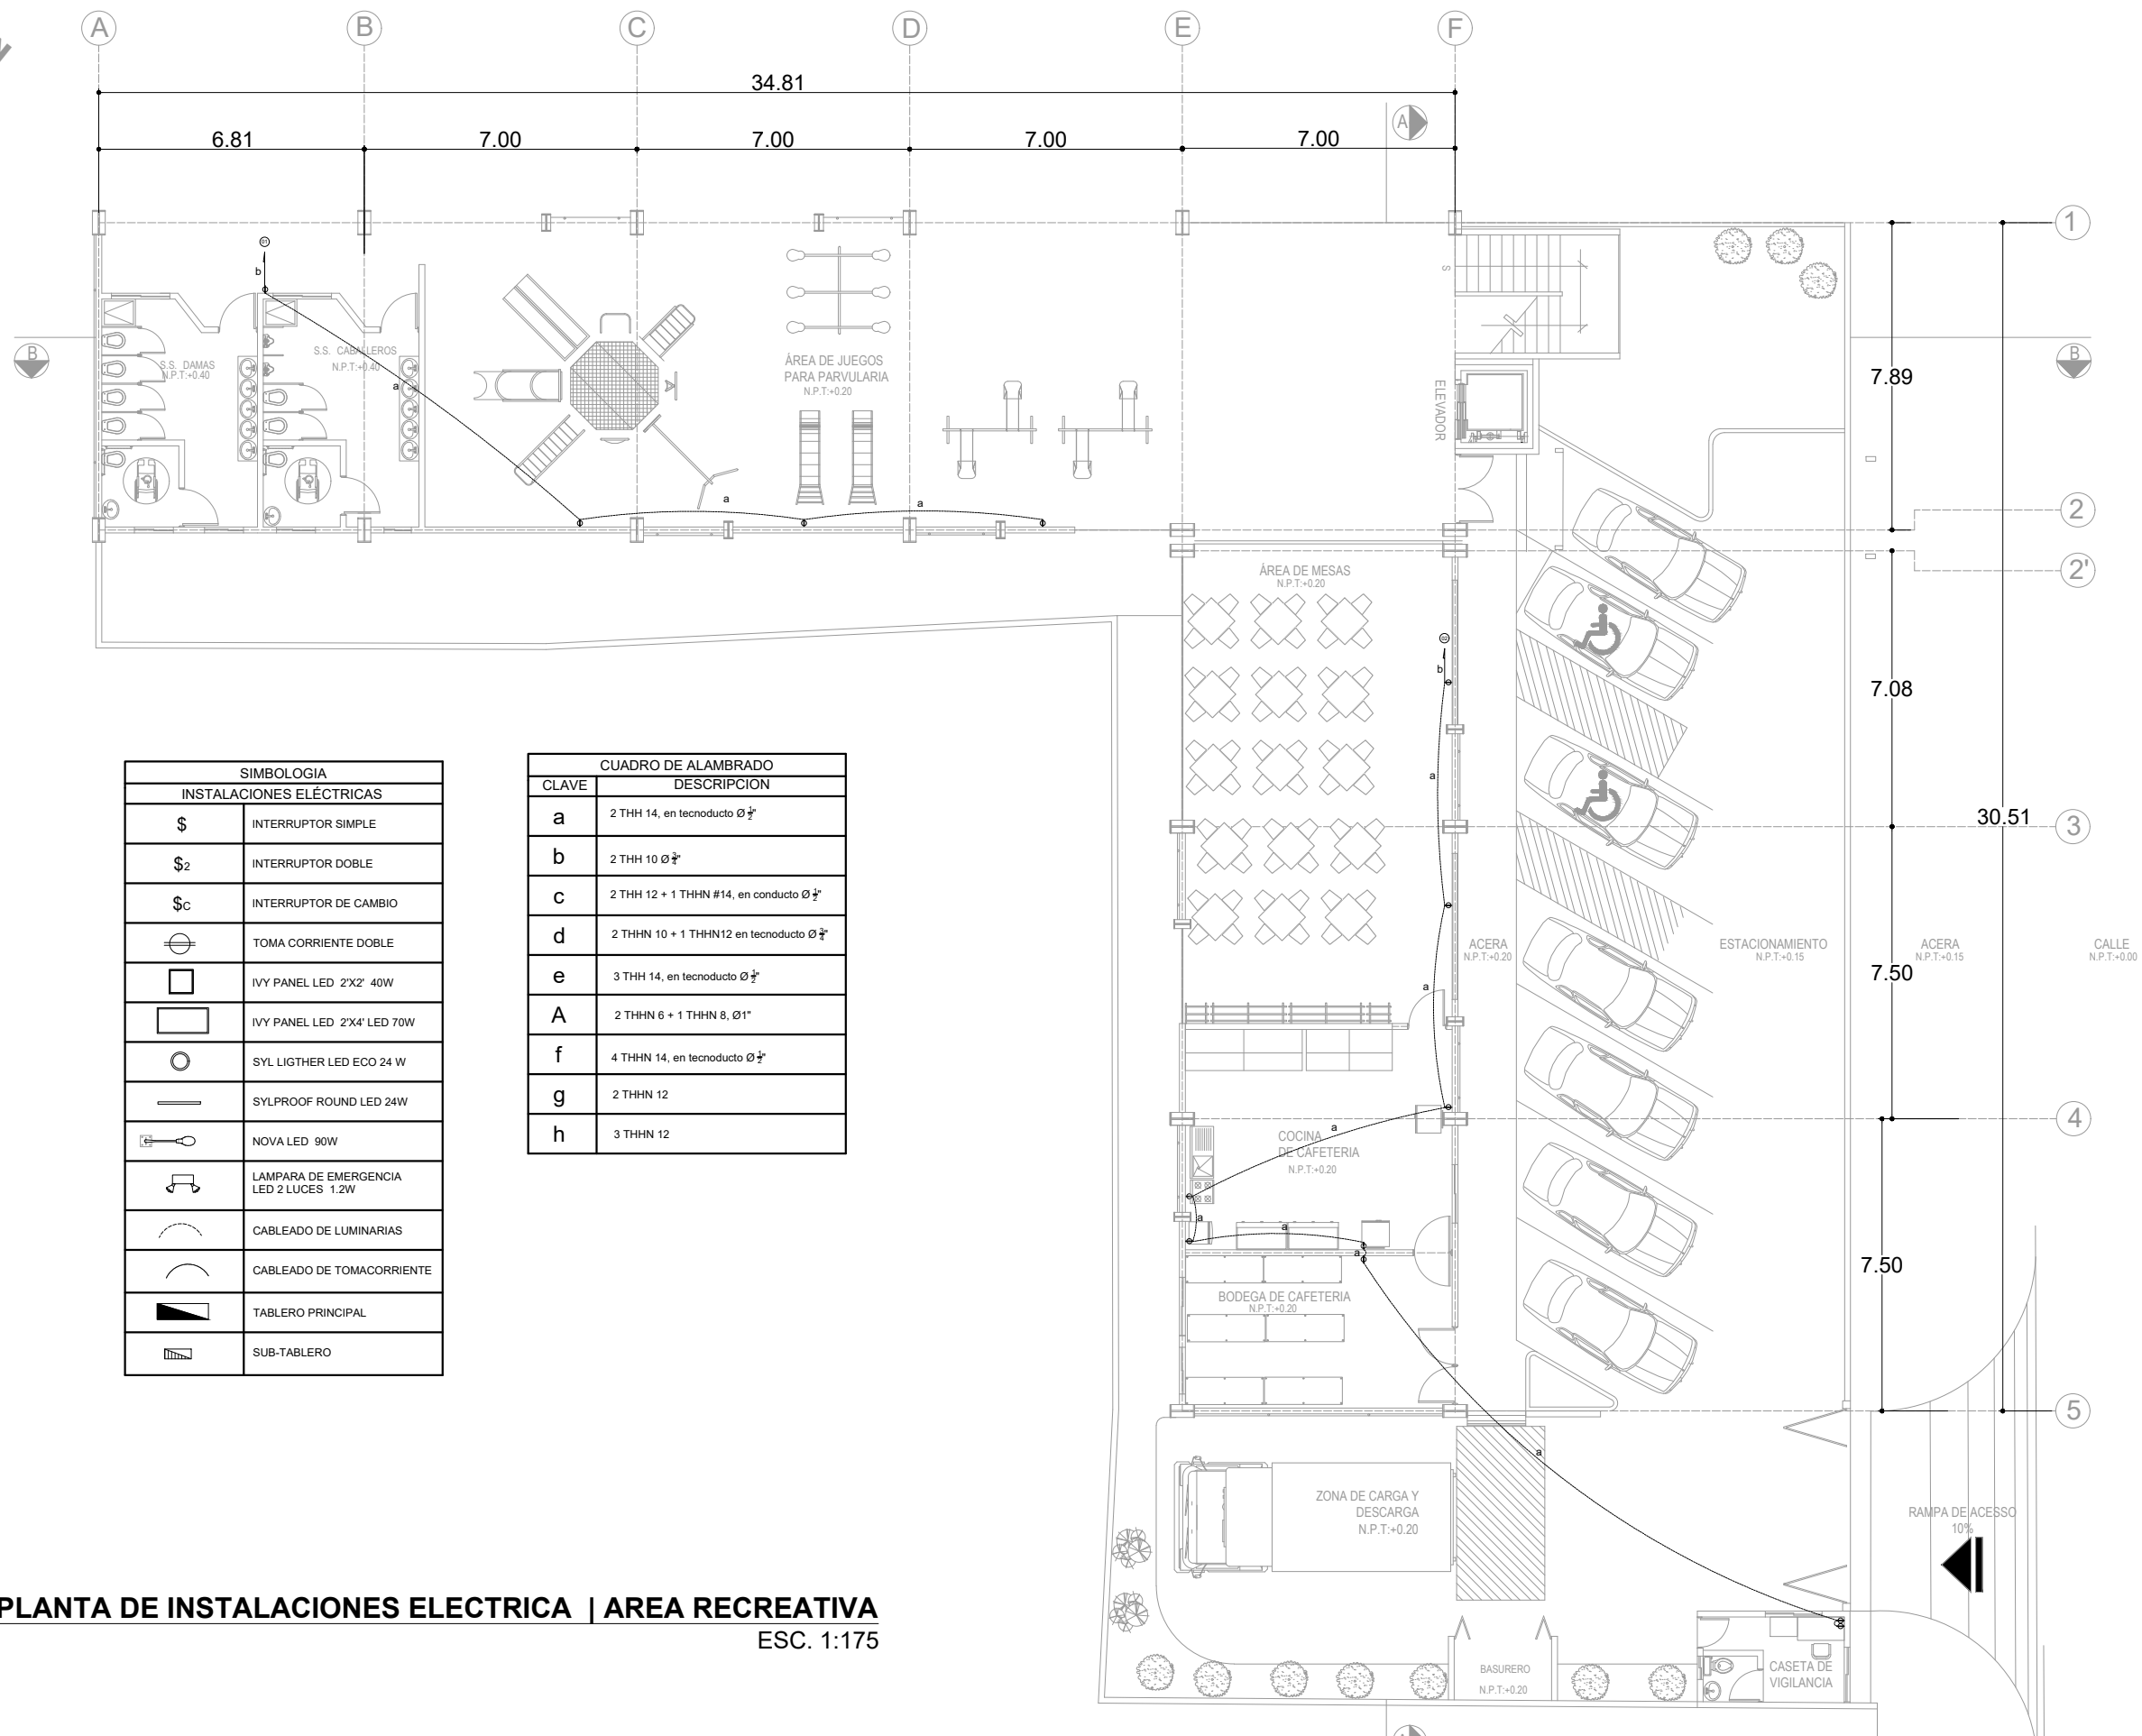 A B C D E F
34.81
6.81 7.00 7.00 7.00 7.00
A
1
01
b
S
B
S.S. DAMAS
N.P.T:+0.40
S.S. CABALLEROS
N.P.T:+0.40
a
ÁREA DE JUEGOS
PARA PARVULARIA
N.P.T:+0.20
ELEVADOR
7.89
B
a
a
2
2'
ÁREA DE MESAS
N.P.T:+0.20
02
b
7.08
a
30.51
3
ACERA
N.P.T:+0.20
ESTACIONAMIENTO
N.P.T:+0.15
ACERA
N.P.T:+0.15
CALLE
N.P.T:+0.00
7.50
a
4
COCINA
DE CAFETERIA
N.P.T:+0.20
a
a
a
a
7.50
BODEGA DE CAFETERIA
N.P.T:+0.20
5
a
ZONA DE CARGA Y
DESCARGA
N.P.T:+0.20
RAMPA DE ACESSO
10%
BASURERO
N.P.T:+0.20
CASETA DE
VIGILANCIA
SIMBOLOGIA
INSTALACIONES ELÉCTRICAS
$ INTERRUPTOR SIMPLE
$2 INTERRUPTOR DOBLE
$C INTERRUPTOR DE CAMBIO
TOMA CORRIENTE DOBLE
IVY PANEL LED 2'X2' 40W
IVY PANEL LED 2'X4' LED 70W
SYL LIGTHER LED ECO 24 W
SYLPROOF ROUND LED 24W
NOVA LED 90W
LAMPARA DE EMERGENCIA
LED 2 LUCES 1.2W
CABLEADO DE LUMINARIAS
CABLEADO DE TOMACORRIENTE
TABLERO PRINCIPAL
SUB-TABLERO
CUADRO DE ALAMBRADO
CLAVE DESCRIPCION
a 2 THH 14, en tecnoducto Ø 1/2"
b 2 THH 10 Ø 3/4"
c 2 THH 12 + 1 THHN #14, en conducto Ø 1/2"
d 2 THHN 10 + 1 THHN12 en tecnoducto Ø 3/4"
e 3 THH 14, en tecnoducto Ø 1/2"
A 2 THHN 6 + 1 THHN 8, Ø1"
f 4 THHN 14, en tecnoducto Ø 1/2"
g 2 THHN 12
h 3 THHN 12
PLANTA DE INSTALACIONES ELECTRICA | AREA RECREATIVA
ESC. 1:175